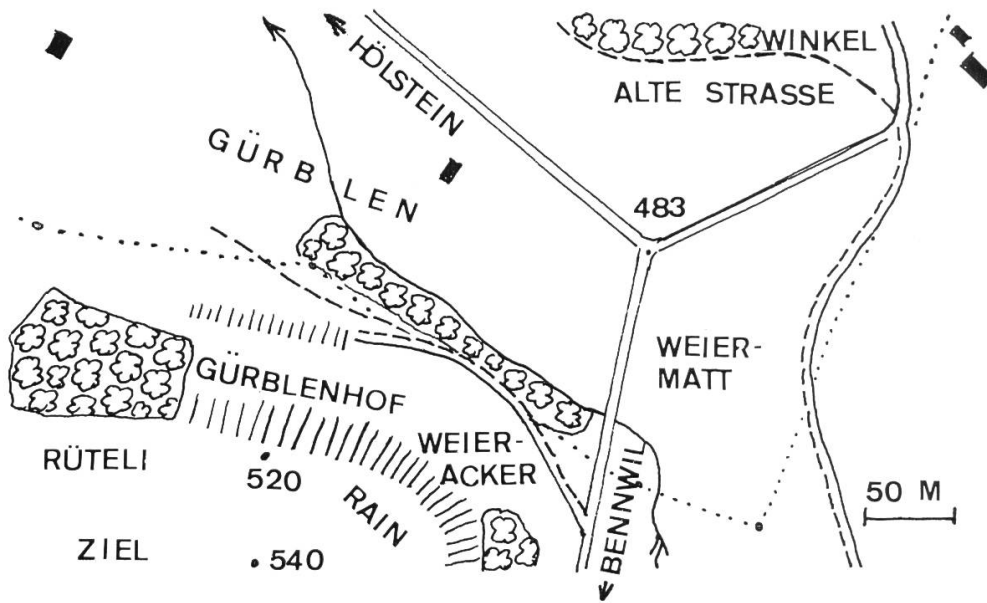 WINKEL
HÖLSTEIN
ALTE STRASSE
GÜRBLEN
483
WEIER-
MATT
GÜRBLENHOF
WEIER-
ACKER
RÜTELI
520
RAIN
BENNWIL
50 M
ZIEL
540